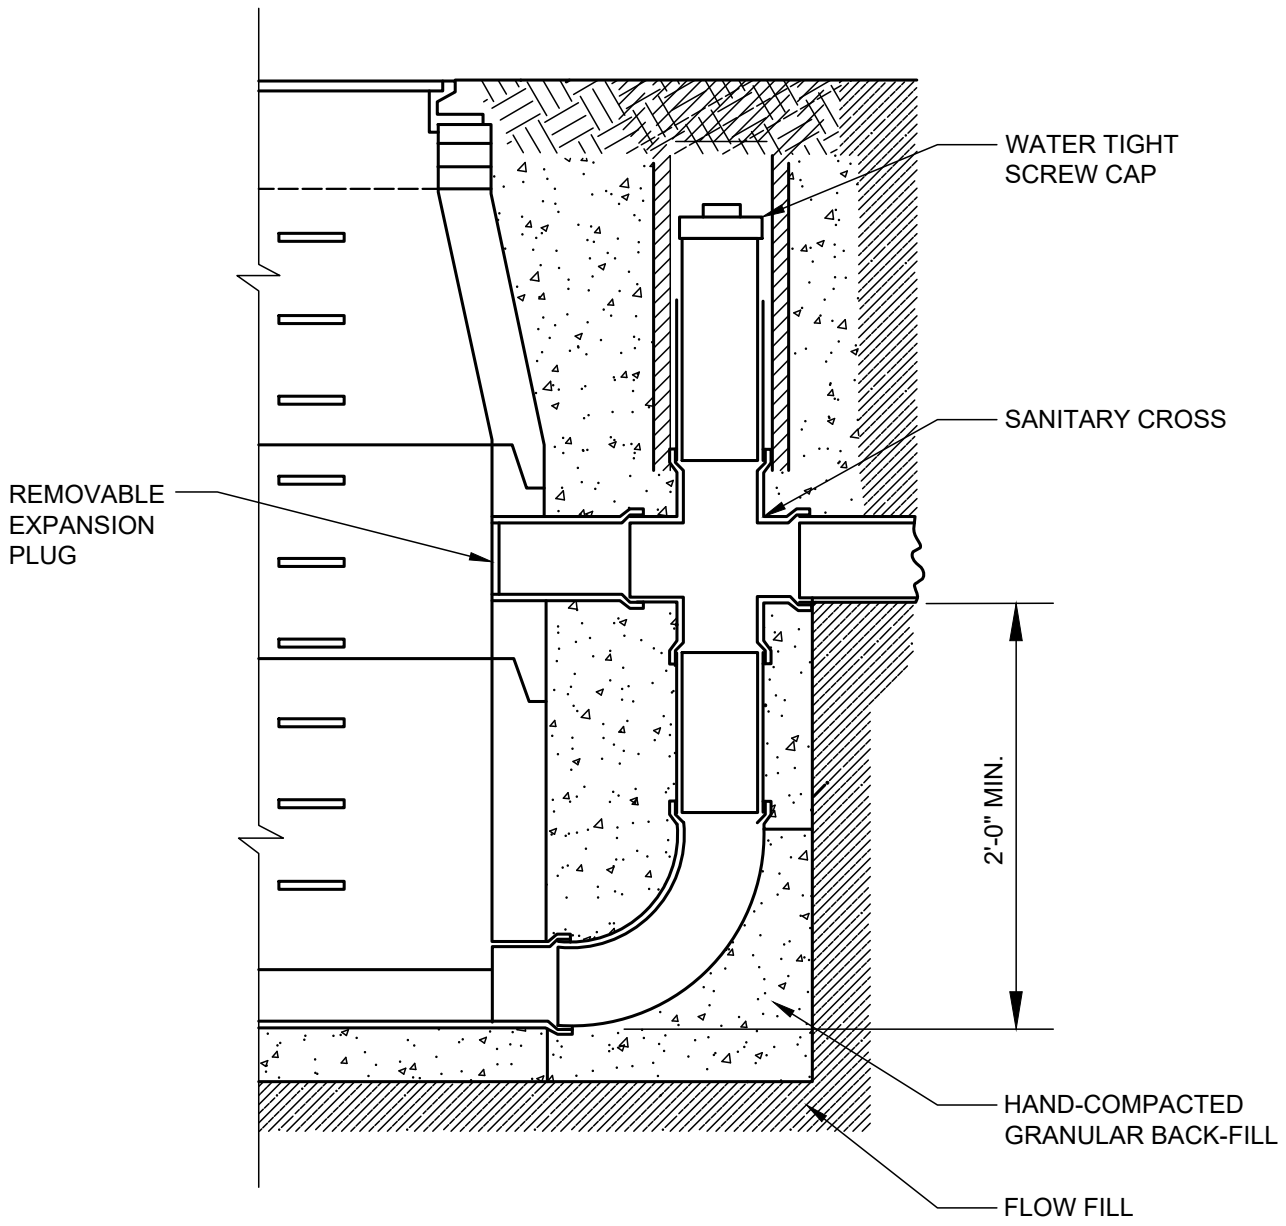 WATER TIGHT
SCREW CAP
SANITARY CROSS
REMOVABLE
EXPANSION
PLUG
2'-0" MIN.
HAND-COMPACTED
GRANULAR BACK-FILL
FLOW FILL